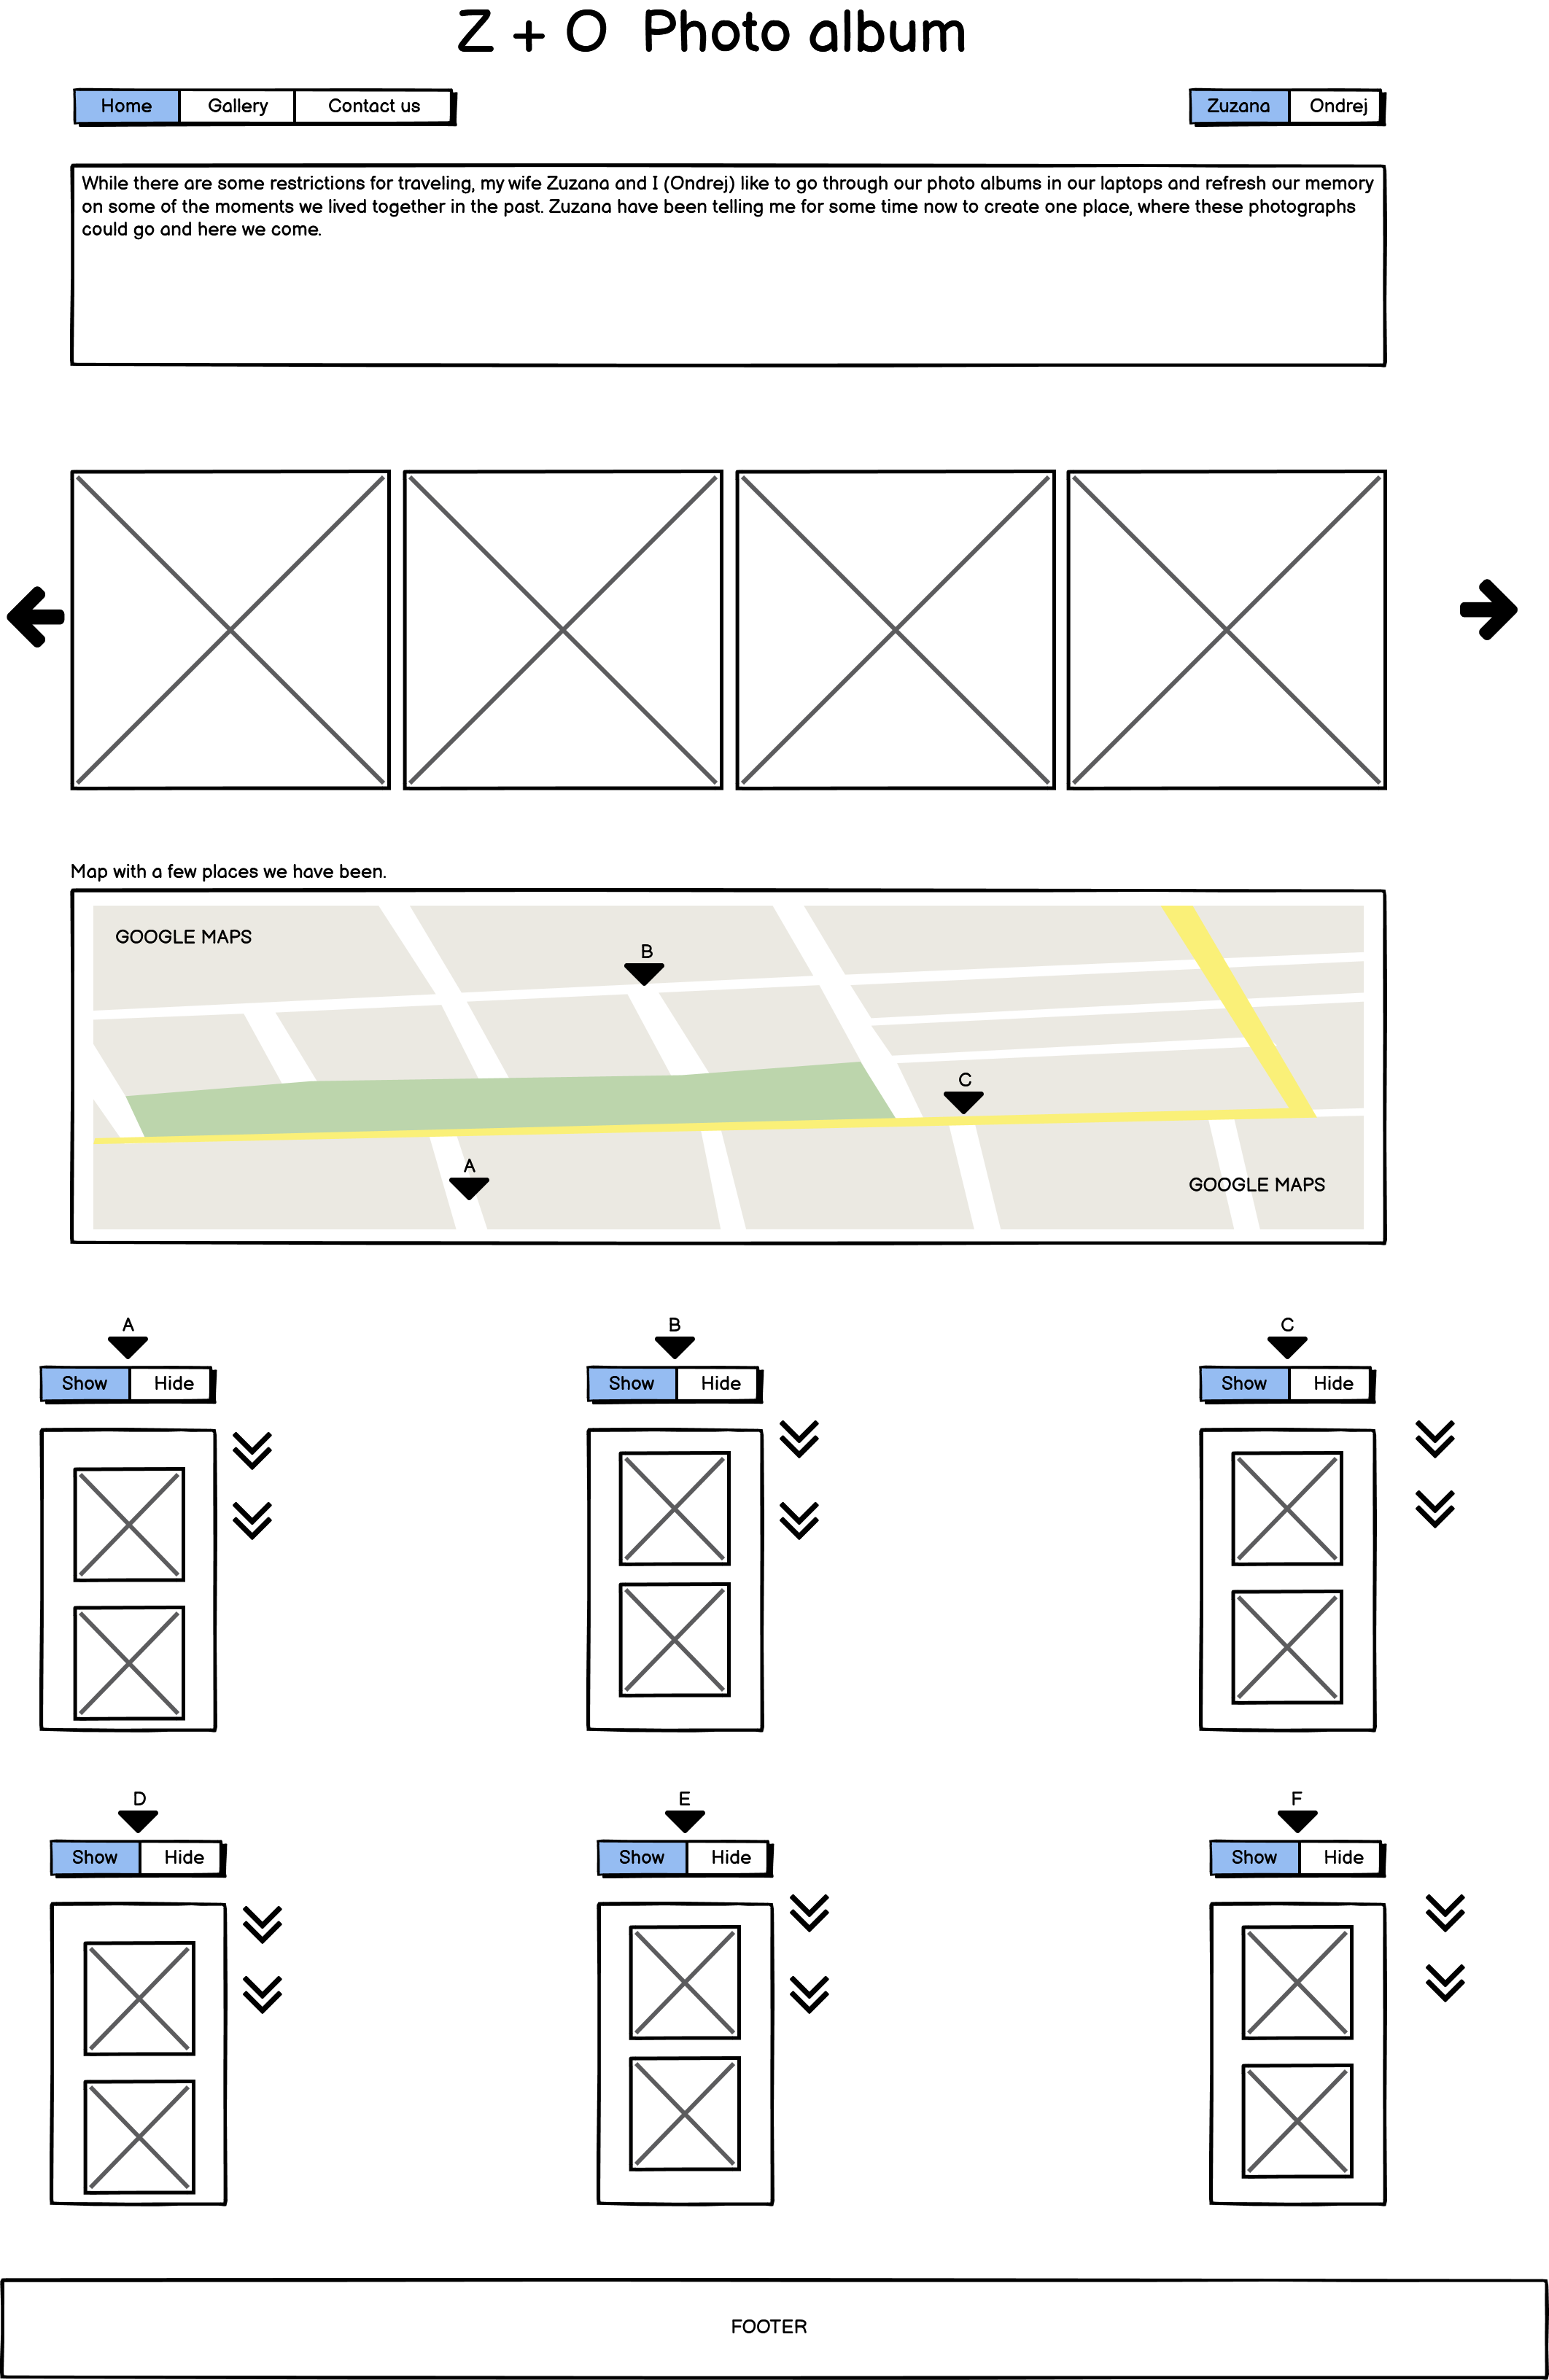 Z + O Photo album
Home Gallery Contact us
Zuzana Ondrej
While there are some restrictions for traveling, my wife Zuzana and I (Ondrej) like to go through our photo albums in our laptops and refresh our memory
on some of the moments we lived together in the past. Zuzana have been telling me for some time now to create one place, where these photographs
could go and here we come.
Map with a few places we have been.
GOOGLE MAPS
B
C
A
GOOGLE MAPS
A
B
C
Show Hide
Show Hide
Show Hide
D
E
F
Show Hide
Show Hide
Show Hide
FOOTER